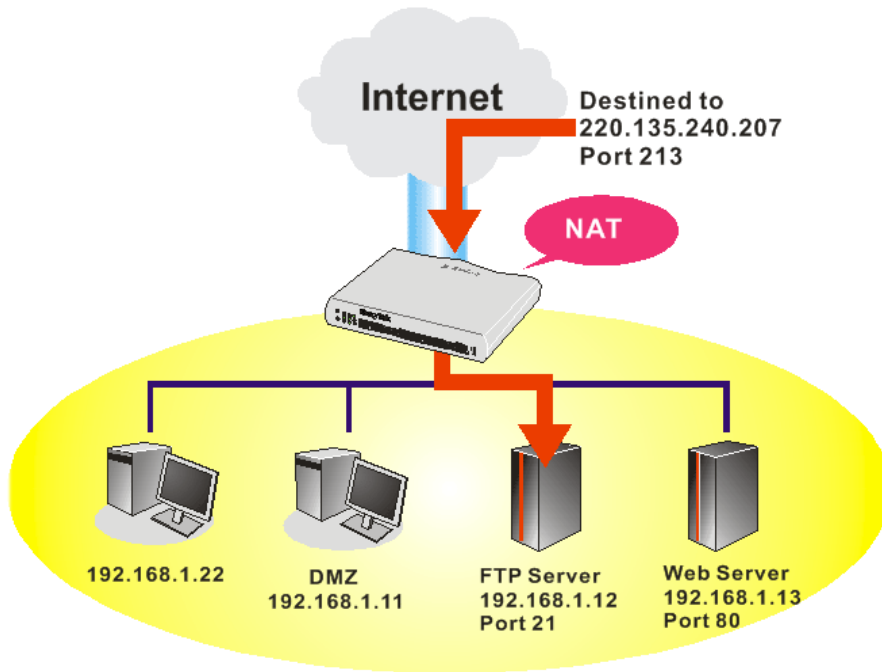 Internet
Destined to
220.135.240.207
Port 213
NAT
192.168.1.22
DMZ
192.168.1.11
FTP Server
192.168.1.12
Port 21
Web Server
192.168.1.13
Port 80